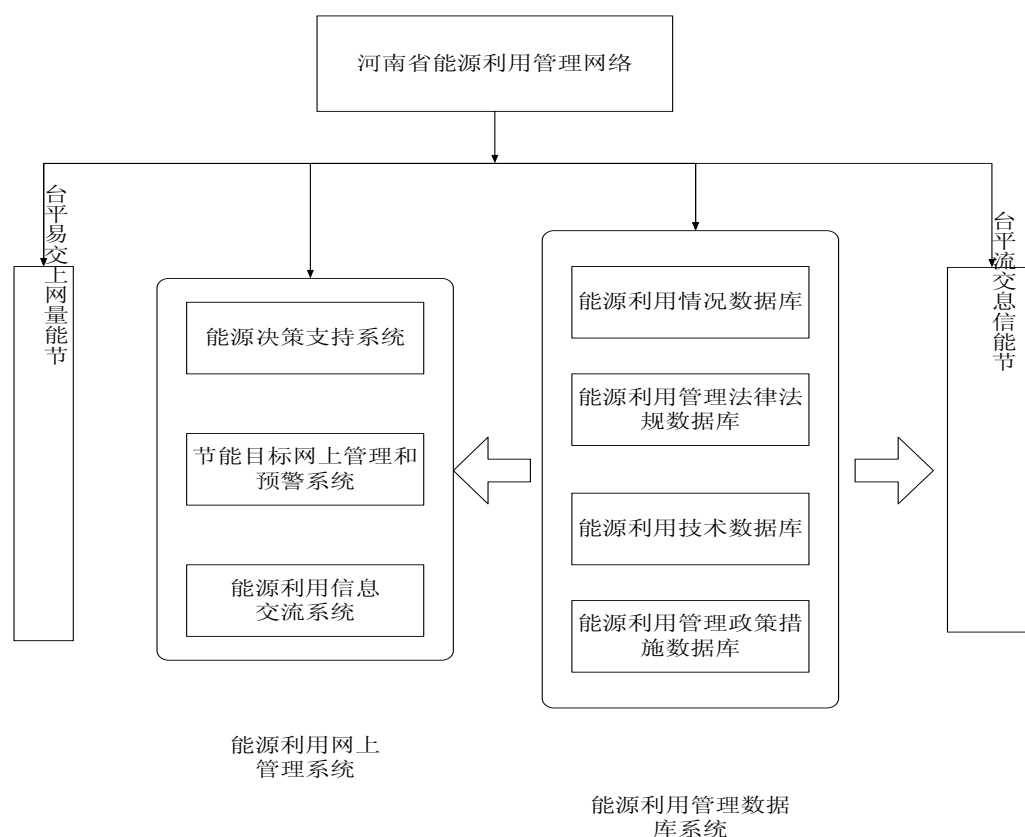 河南省能源利用管理网络
台平易交上网量能节
能源决策支持系统
节能目标网上管理和
预警系统
能源利用信息
交流系统
能源利用网上
管理系统
能源利用情况数据库
能源利用管理法律法
规数据库
能源利用技术数据库
能源利用管理政策措
施数据库
能源利用管理数据
库系统
台平流交息信能节